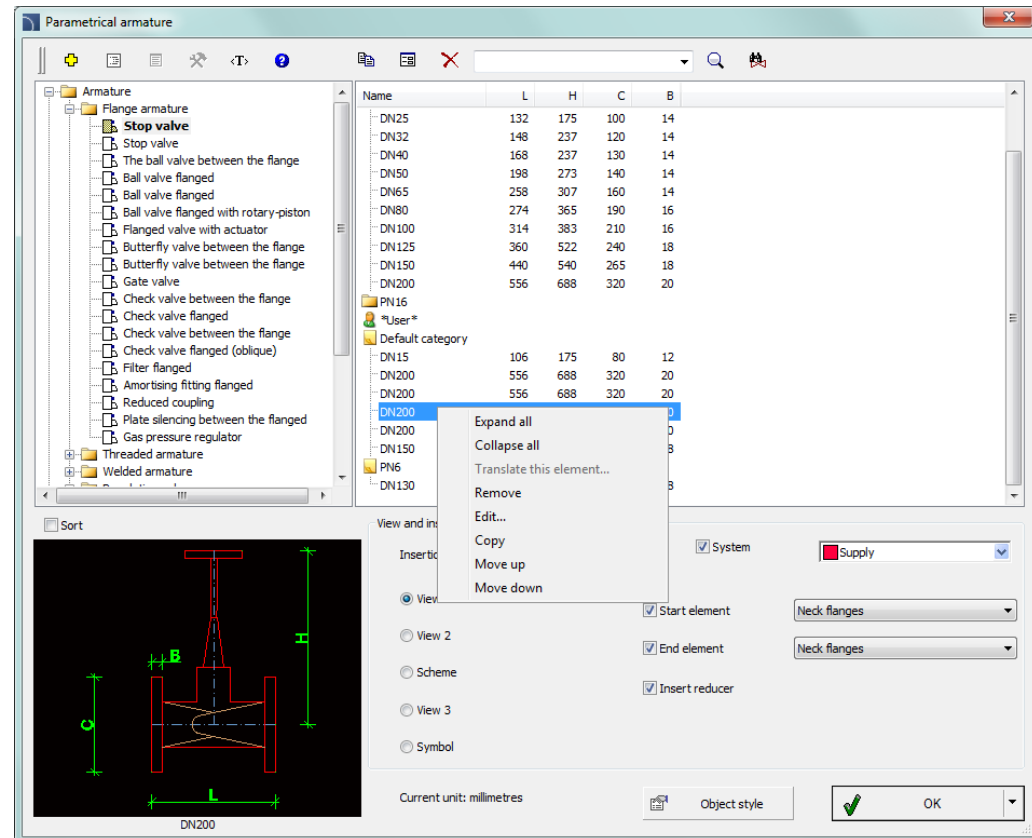 Parametrical armature
<T>
?
Armature
Flange armature
Stop valve
Stop valve
The ball valve between the flange
Ball valve flanged
Ball valve flanged
Ball valve flanged with rotary-piston
Flanged valve with actuator
Butterfly valve between the flange
Butterfly valve between the flange
Gate valve
Check valve between the flange
Check valve flanged
Check valve between the flange
Check valve flanged (oblique)
Filter flanged
Amortising fitting flanged
Reduced coupling
Plate silencing between the flanged
Gas pressure regulator
Threaded armature
Welded armature
Name L H C B
DN25 132 175 100 14
DN32 148 237 120 14
DN40 168 237 130 14
DN50 198 273 140 14
DN65 258 307 160 14
DN80 274 365 190 16
DN100 314 383 210 16
DN125 360 522 240 18
DN150 440 540 265 18
DN200 556 688 320 20
PN16
*User*
Default category
DN15 106 175 80 12
DN200 556 688 320 20
DN200 556 688 320 20
DN200
DN200
DN150
PN6
DN130
Expand all
Collapse all
Translate this element...
Remove
Edit...
Copy
Move up
Move down
Sort
H
B
C
L
DN200
View and in
Insertio
View
View 2
Scheme
View 3
Symbol
System
Supply
Start element
Neck flanges
End element
Neck flanges
Insert reducer
Current unit: millimetres
Object style
OK